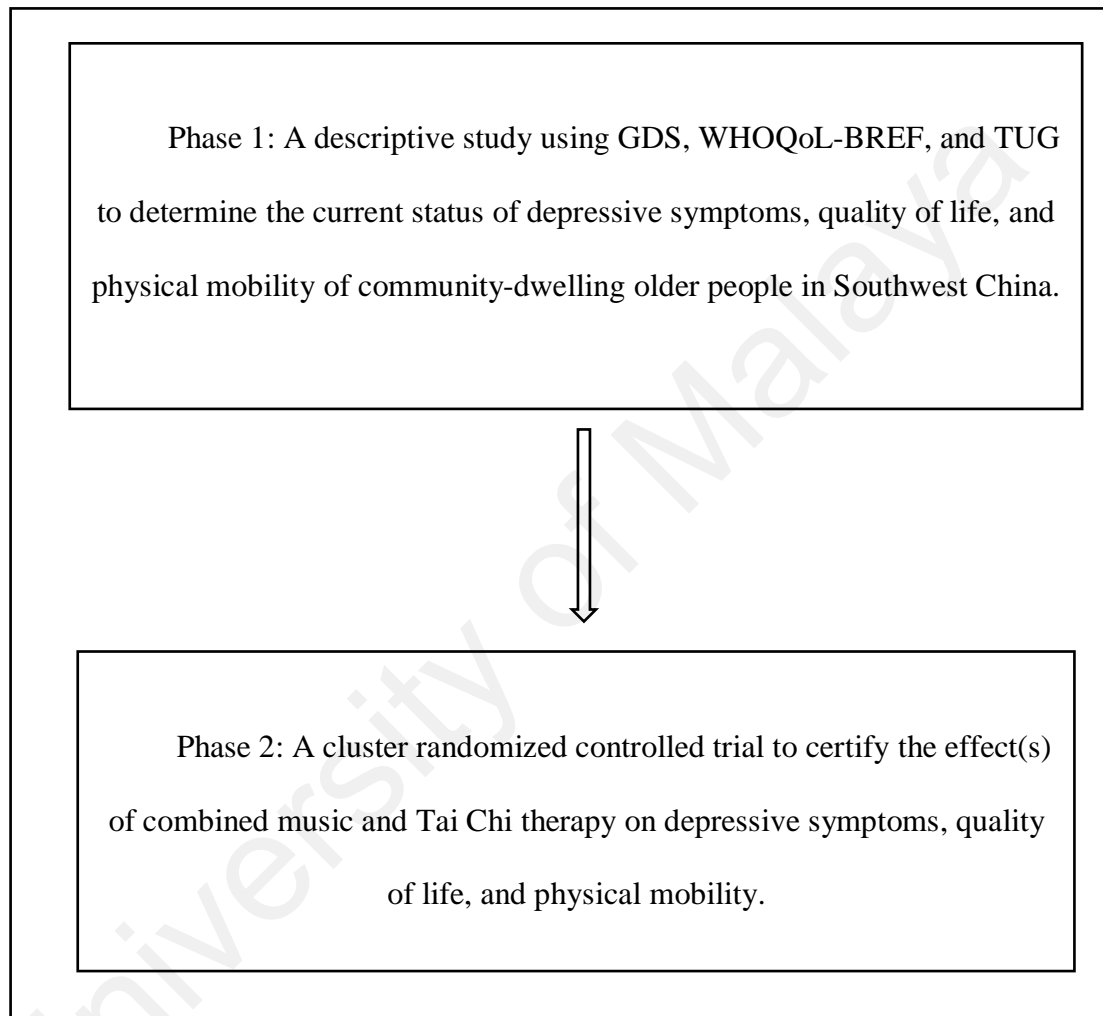 Phase 1: A descriptive study using GDS, WHOQoL-BREF, and TUG
to determine the current status of depressive symptoms, quality of life, and
physical mobility of community-dwelling older people in Southwest China.
Phase 2: A cluster randomized controlled trial to certify the effect(s)
of combined music and Tai Chi therapy on depressive symptoms, quality
of life, and physical mobility.
University of Malaya